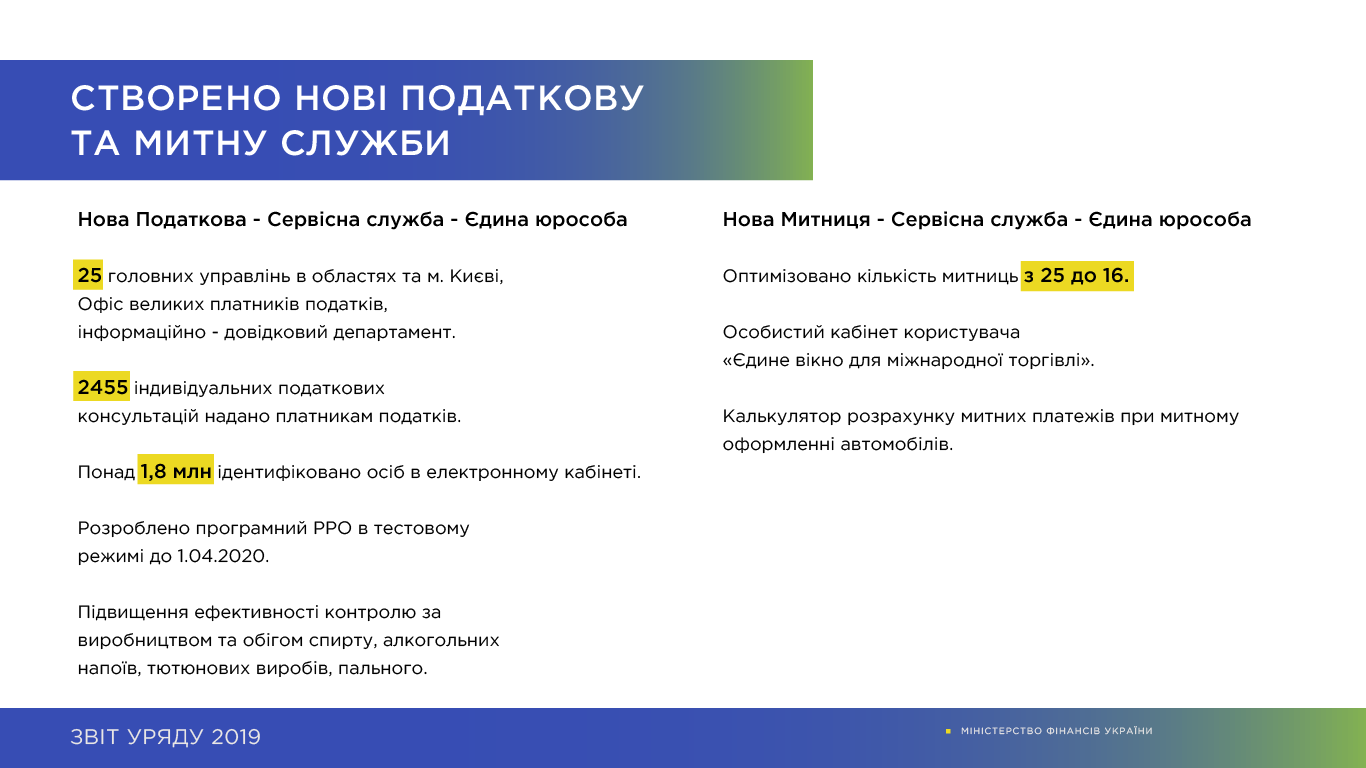 СТВОРЕНО НОВІ ПОДАТКОВУ
ТА МИТНУ СЛУЖБИ
Нова Податкова - Сервісна служба - Єдина юрособа
25 головних управлінь в областях та м. Києві,
Офіс великих платників податків,
інформаційно - довідковий департамент.
2455 індивідуальних податкових
консультацій надано платникам податків.
Понад 1,8 млн ідентифіковано осіб в електронному кабінеті.
Розроблено програмний РРО в тестовому
режимі до 1.04.2020.
Підвищення ефективності контролю за
виробництвом та обігом спирту, алкогольних
напоїв, тютюнових виробів, пального.
Нова Митниця - Сервісна служба - Єдина юрособа
Оптимізовано кількість митниць з 25 до 16.
Особистий кабінет користувача
«Єдине вікно для міжнародної торгівлі».
Калькулятор розрахунку митних платежів при митному
оформленні автомобілів.
ЗВІТ УРЯДУ 2019
МІНІСТЕРСТВО ФІНАНСІВ УКРАЇНИ